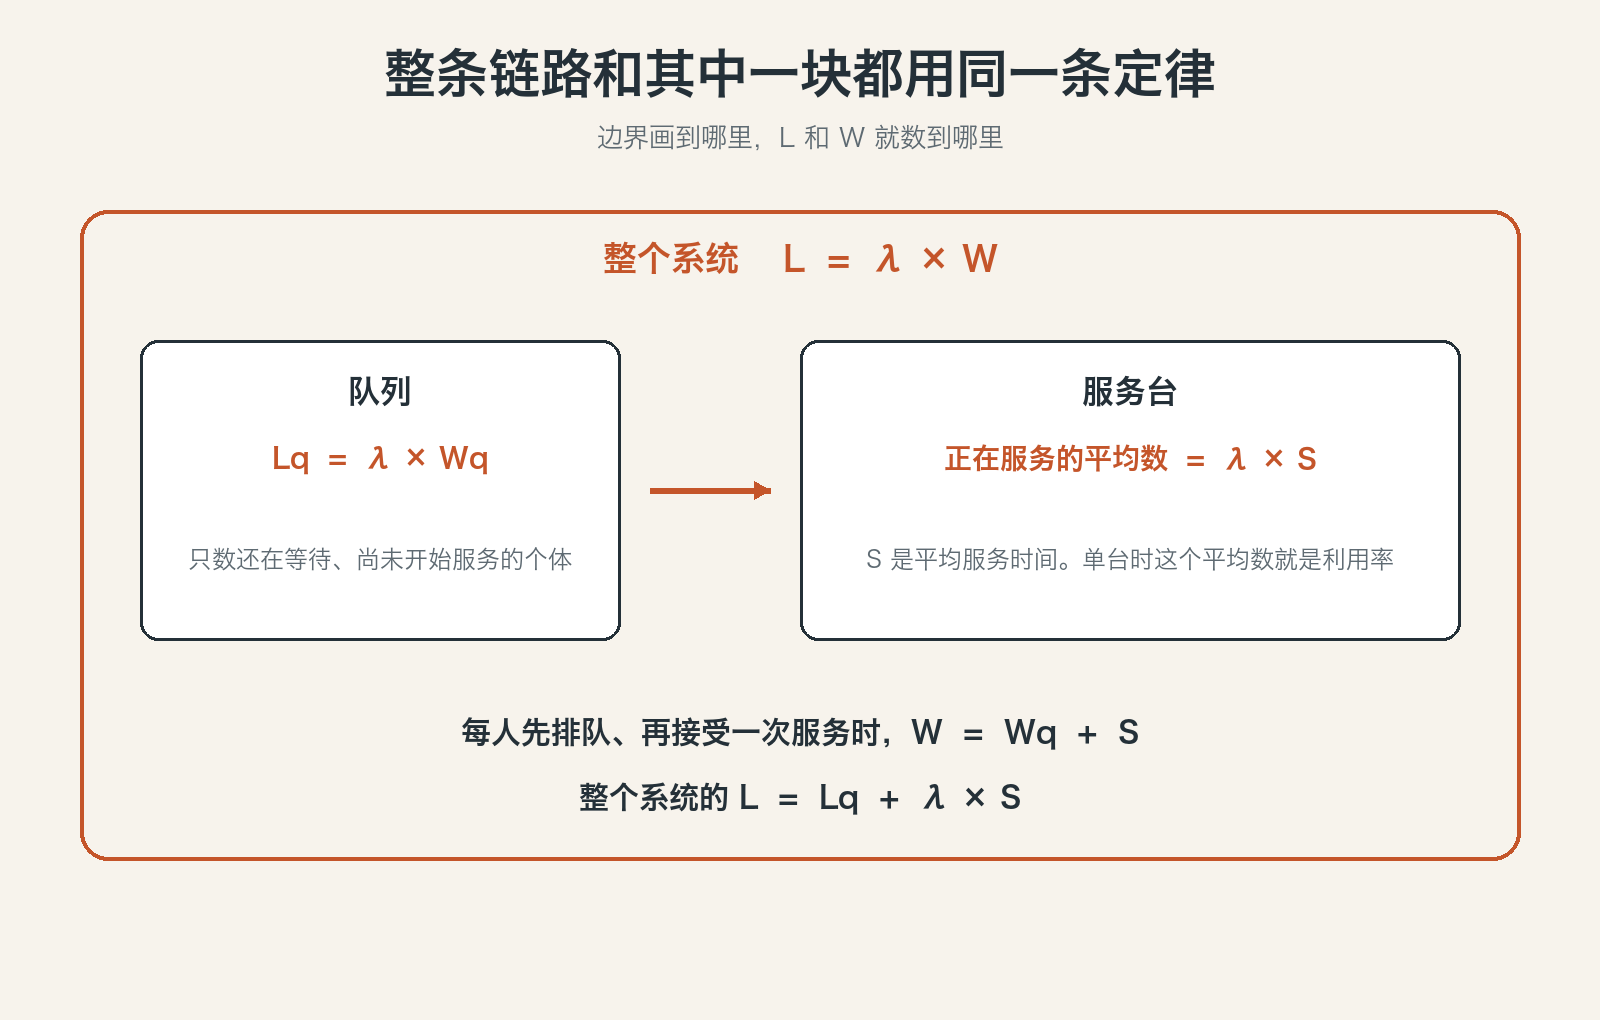 整条链路和其中一块都用同一条定律
边界画到哪里，L 和 W 就数到哪里
整个系统 L = λ × W
队列
Lq = λ × Wq
只数还在等待、尚未开始服务的个体
服务台
正在服务的平均数 = λ × S
S 是平均服务时间。单台时这个平均数就是利用率
每人先排队、再接受一次服务时，W = Wq + S
整个系统的 L = Lq + λ × S